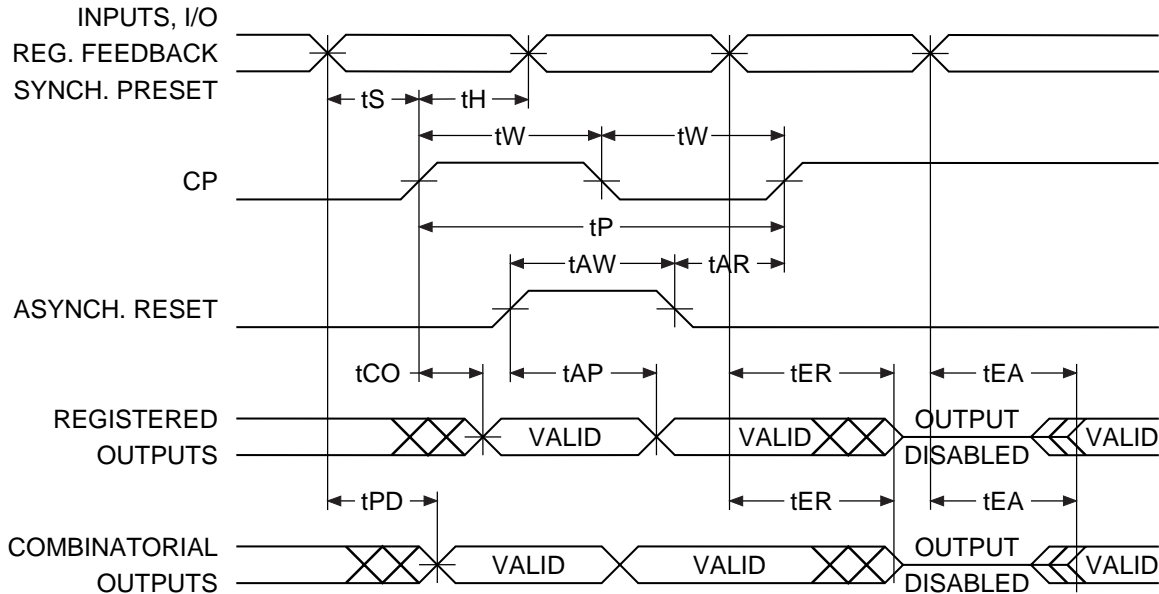 INPUTS, I/O
REG. FEEDBACK
SYNCH. PRESET
tS tH
tW tW
CP
tP
tAW tAR
ASYNCH. RESET
tCO tAP tER tEA
REGISTERED
OUTPUTS
VALID VALID OUTPUT
DISABLED VALID
tPD tER tEA
COMBINATORIAL
OUTPUTS
VALID VALID OUTPUT
DISABLED VALID